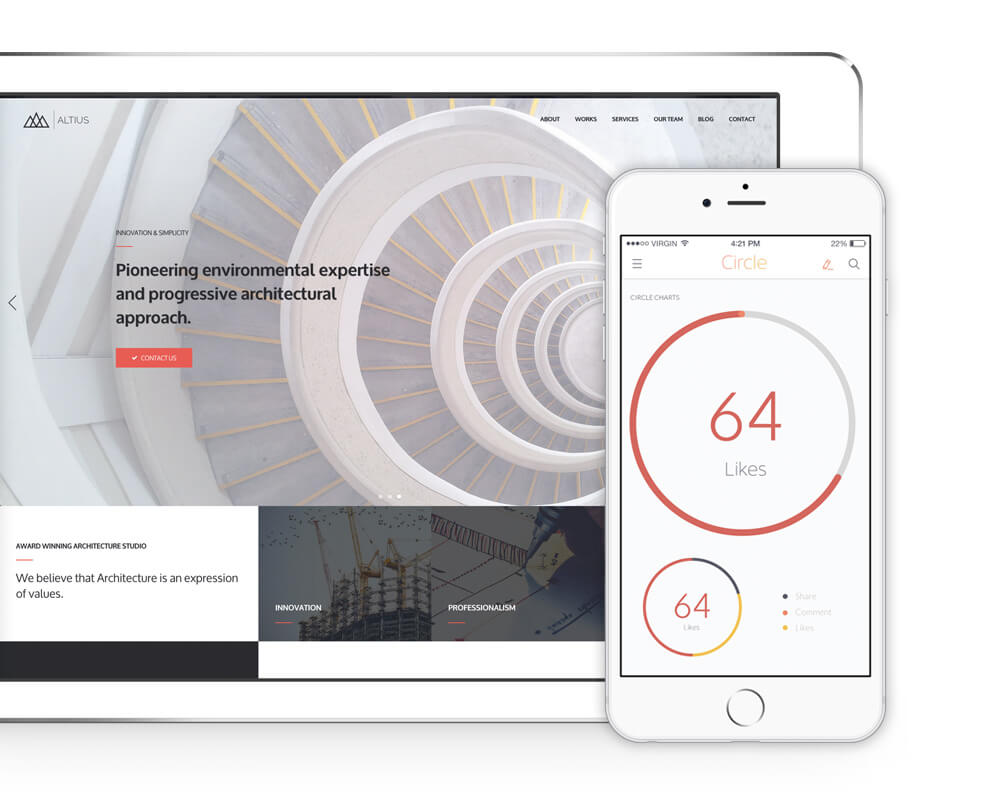 ALTIUS
ABOUT WORKS SERVICES OUR TEAM BLOG CONTACT
INNOVATION & SIMPLICITY
Pioneering environmental expertise
and progressive architectural
approach.
CONTACT US
AWARD WINNING ARCHITECTURE STUDIO
We believe that Architecture is an expression
of values.
INNOVATION
PROFESSIONALISM
VIRGIN 4:21 PM 22%
Circle
CIRCLE CHARTS
64
Likes
64
Likes
Share
Comment
Likes